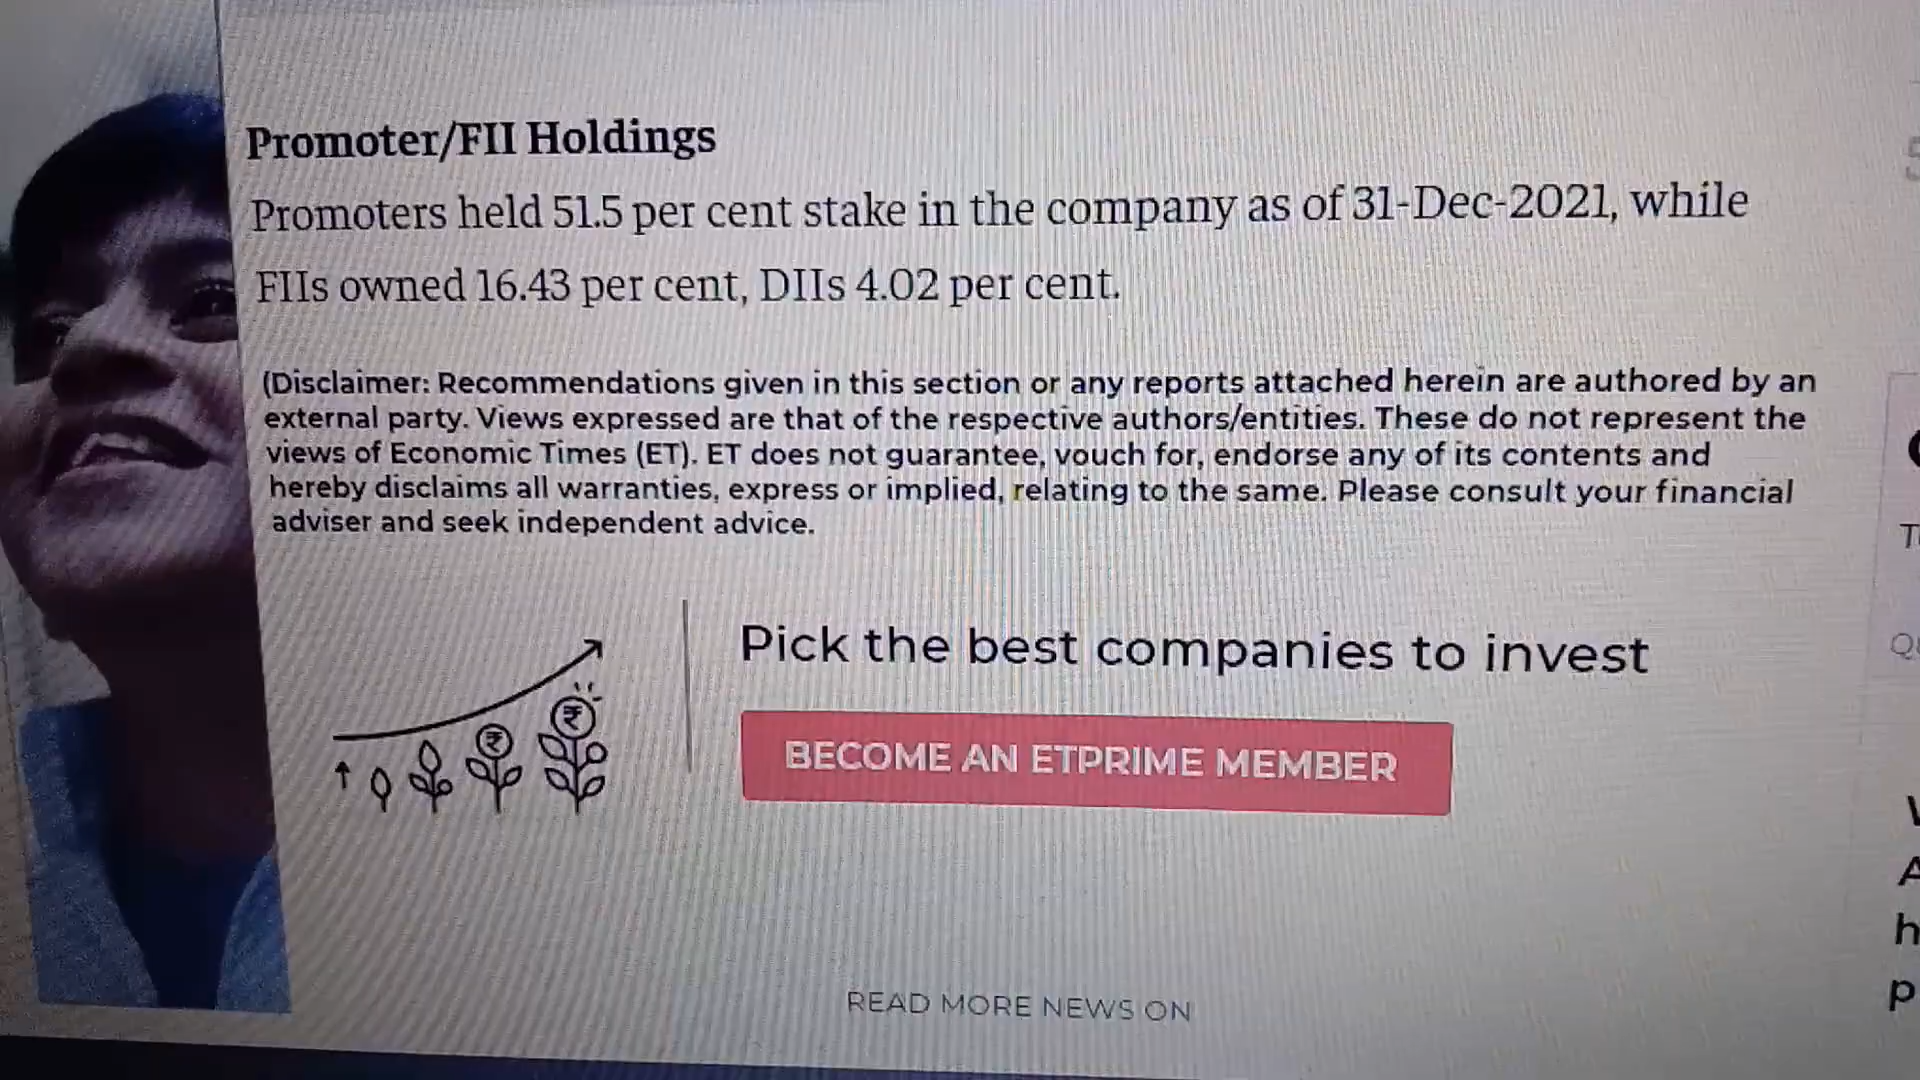 Promoter/FII Holdings
Promoters held 51.5 per cent stake in the company as of 31-Dec-2021, while
FIIs owned 16.43 per cent, DIIs 4.02 per cent.
(Disclaimer: Recommendations given in this section or any reports attached herein are authored by an
external party. Views expressed are that of the respective authors/entities. These do not represent the
views of Economic Times (ET). ET does not guarantee, vouch for, endorse any of its contents and
hereby disclaims all warranties, express or implied, relating to the same. Please consult your financial
adviser and seek independent advice.
Pick the best companies to invest
₹ ₹
BECOME AN ETPRIME MEMBER
READ MORE NEWS ON